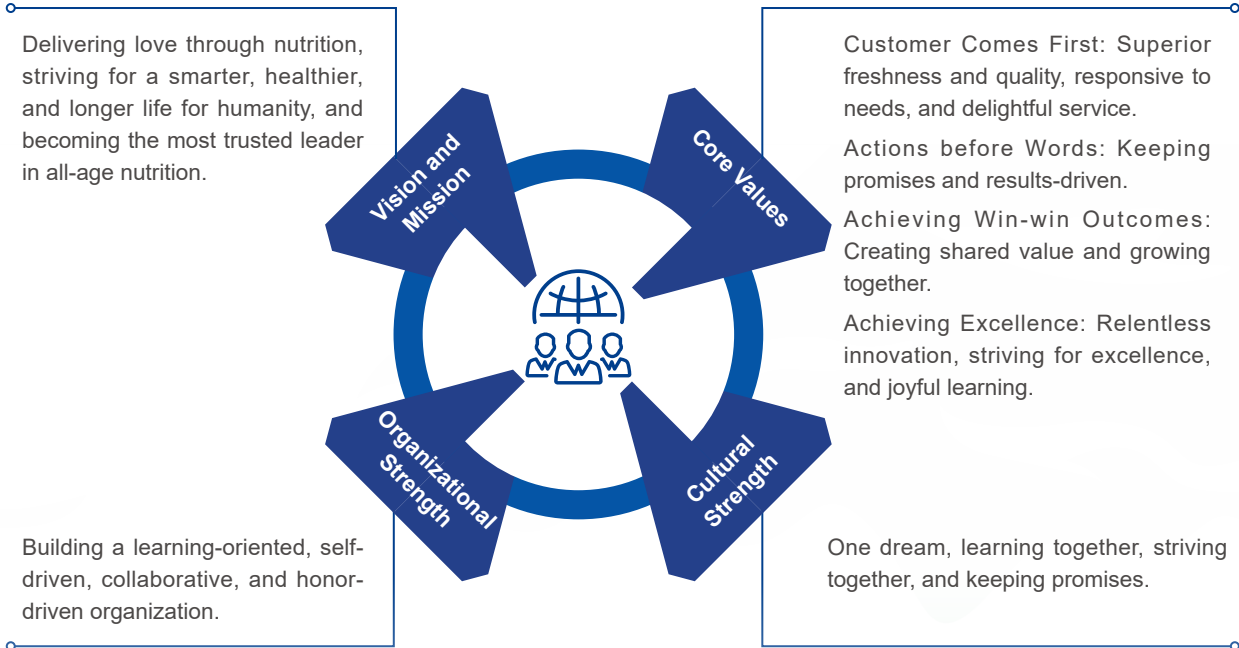 Delivering love through nutrition,
striving for a smarter, healthier,
and longer life for humanity, and
becoming the most trusted leader
in all-age nutrition.
Vision and
Mission
Core Values
Customer Comes First: Superior
freshness and quality, responsive to
needs, and delightful service.
Actions before Words: Keeping
promises and results-driven.
Achieving Win-win Outcomes:
Creating shared value and growing
together.
Achieving Excellence: Relentless
innovation, striving for excellence,
and joyful learning.
Organizational
Strength
Building a learning-oriented, self-
driven, collaborative, and honor-
driven organization.
Cultural
Strength
One dream, learning together, striving
together, and keeping promises.